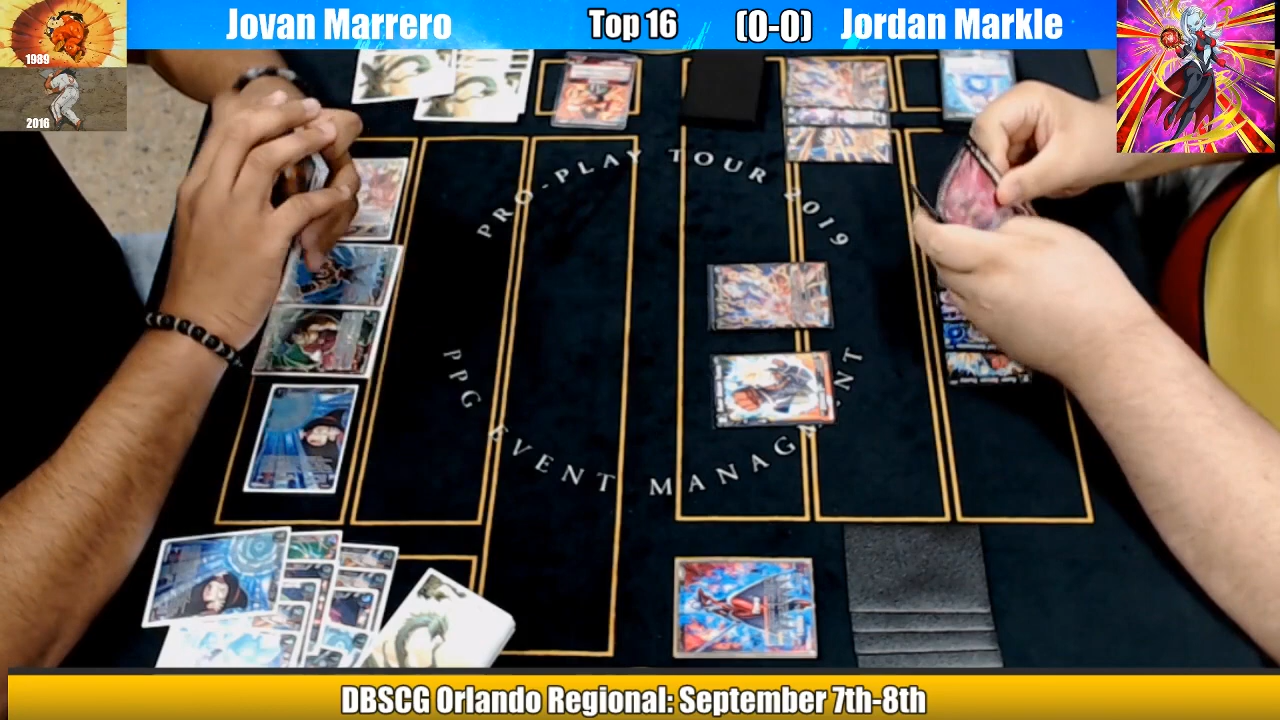 Jovan Marrero
Top 16
(0-0)
Jordan Markle
1989
2016
PRO-PLAY TOUR 2019
PPG EVENT MANAGEMENT
DBSCG Orlando Regional: September 7th-8th